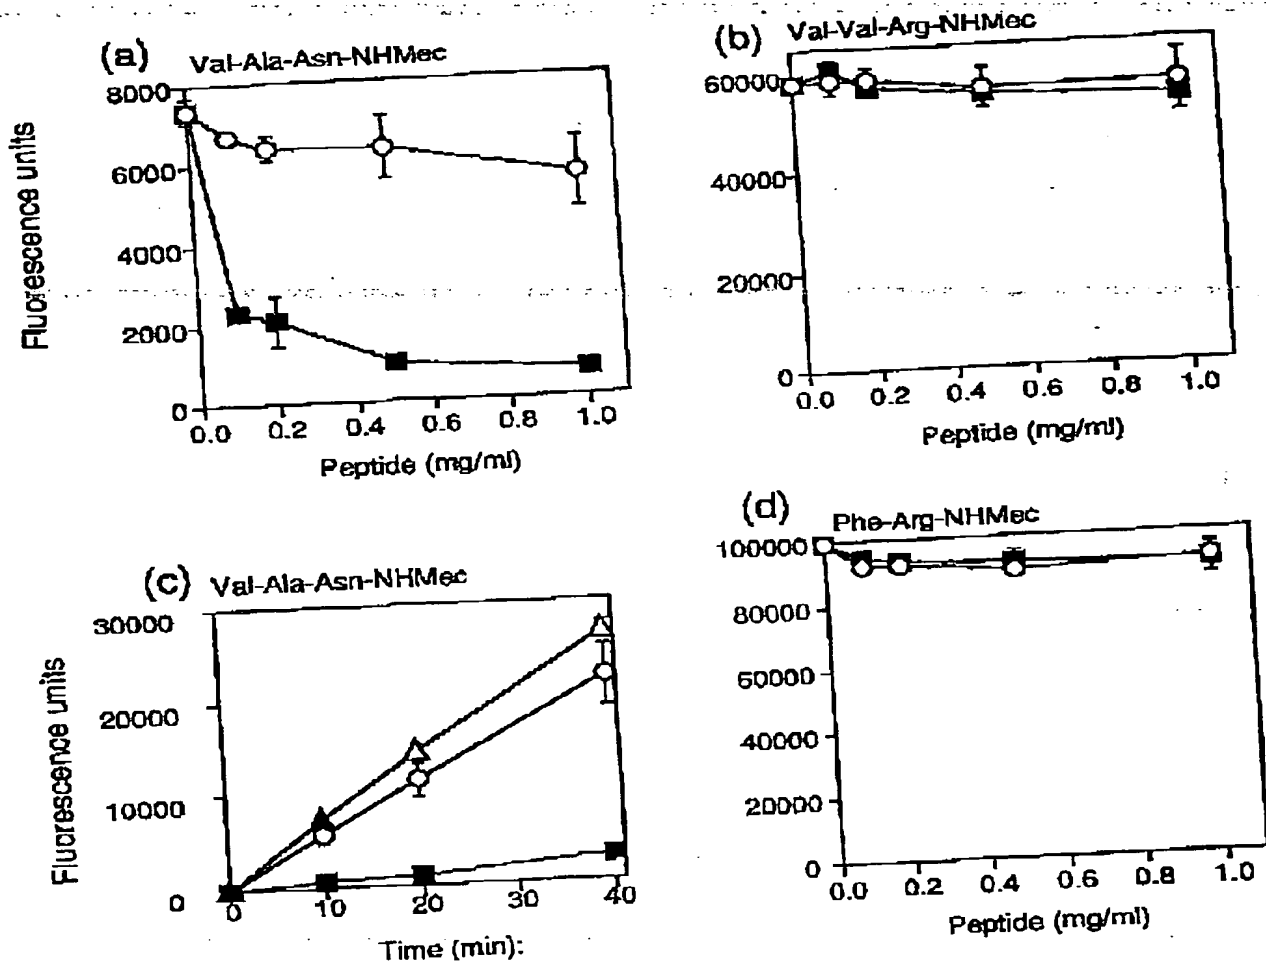 (a) Val-Ala-Asn-NHMec
8000
6000
4000
2000
0
Fluorescence units
0.0 0.2 0.4 0.6 0.8 1.0
Peptide (mg/ml)
(b) Val-Val-Arg-NHMec
60000
40000
20000
0
0.0 0.2 0.4 0.6 0.8 1.0
Peptide (mg/ml)
(c) Val-Ala-Asn-NHMec
30000
20000
10000
0
Fluorescence units
0 10 20 30 40
Time (min):
(d) Phe-Arg-NHMec
100000
80000
60000
40000
20000
0
0.0 0.2 0.4 0.6 0.8 1.0
Peptide (mg/ml)